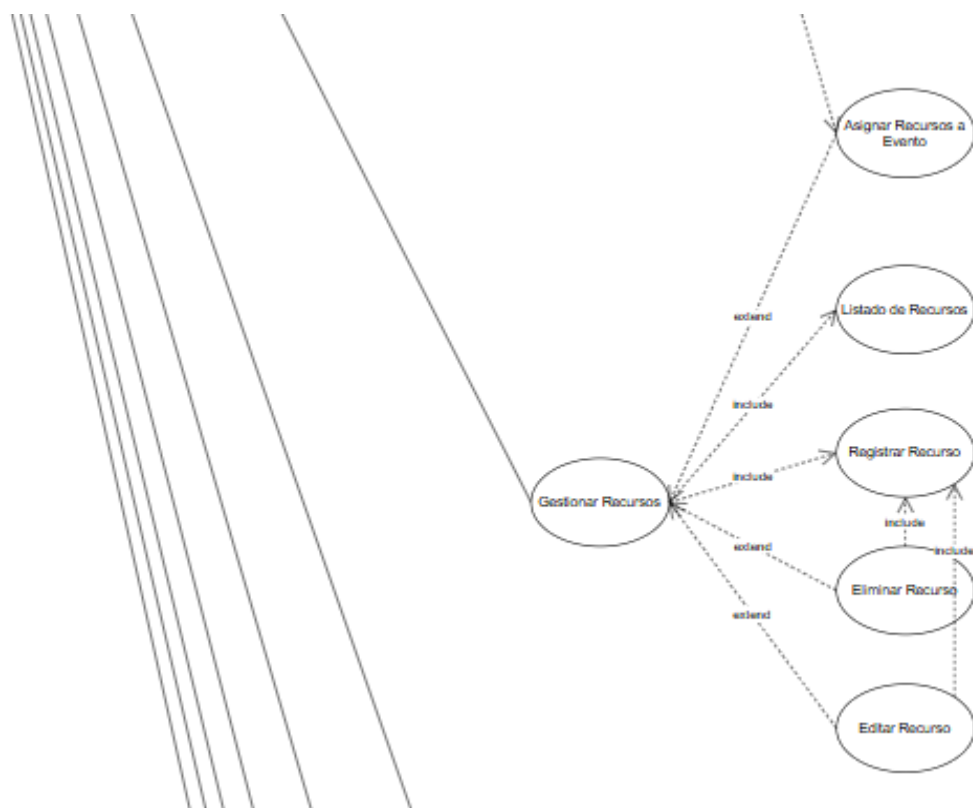 Asignar Recursos a
Evento
extend
Listado de Recursos
include
Registrar Recurso
include
Gestionar Recursos
include
extend
include
Eliminar Recurso
extend
Editar Recurso